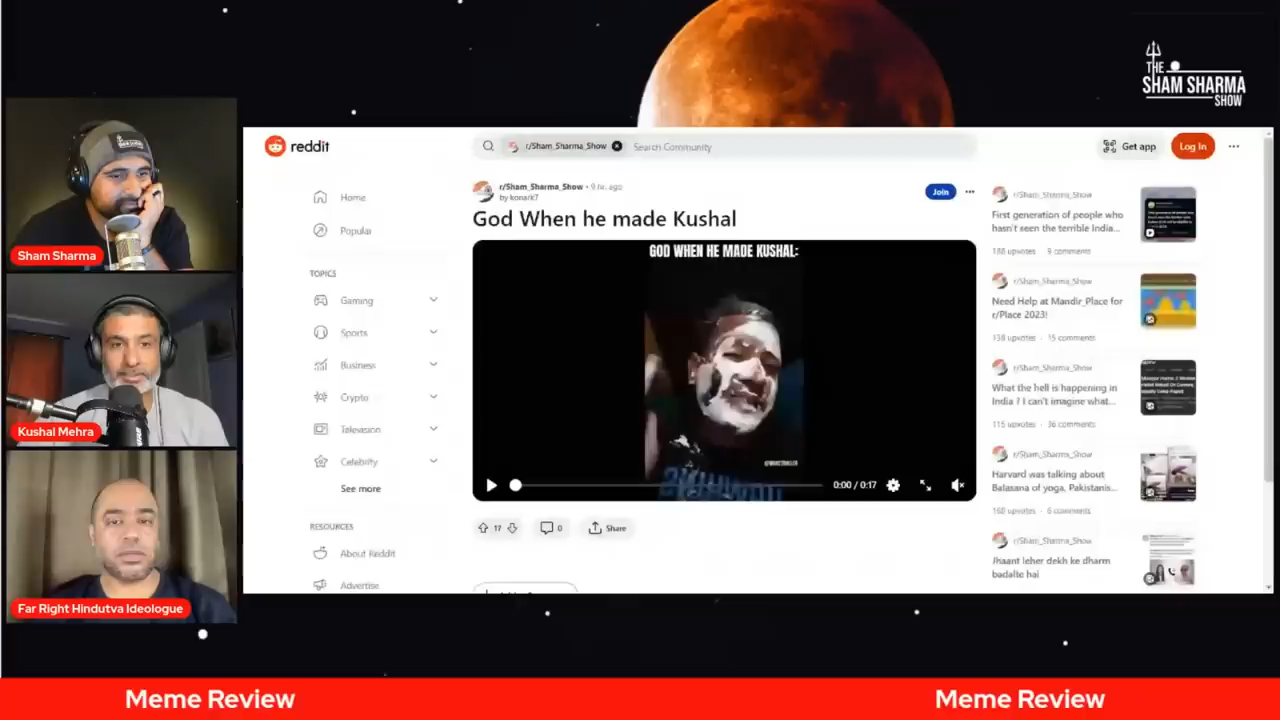 THE
SHAM SHARMA
SHOW
reddit
r/Sham_Sharma_Show
Search Community
Get app
Log In
Home
Popular
TOPICS
Gaming
Sports
Business
Crypto
Television
Celebrity
See more
RESOURCES
About Reddit
Advertise
r/Sham_Sharma_Show
by konark7
Join
God When he made Kushal
GOD WHEN HE MADE KUSHAL:
0:00 / 0:17
17
0
Share
r/Sham_Sharma_Show
First generation of people who
hasn't seen the terrible India...
9 comments
r/Sham_Sharma_Show
Need Help at Mandir_Place for
r/Place 2023!
138 upvotes · 15 comments
r/Sham_Sharma_Show
What the hell is happening in
India ? I can't imagine what...
115 upvotes · 36 comments
r/Sham_Sharma_Show
Harvard was talking about
Balasana of yoga, Pakistanis...
160 upvotes · 6 comments
r/Sham_Sharma_Show
Jhaant leher dekh ke dharm
badalte hai
Sham Sharma
Kushal Mehra
Far Right Hindutva Ideologue
Meme Review
Meme Review